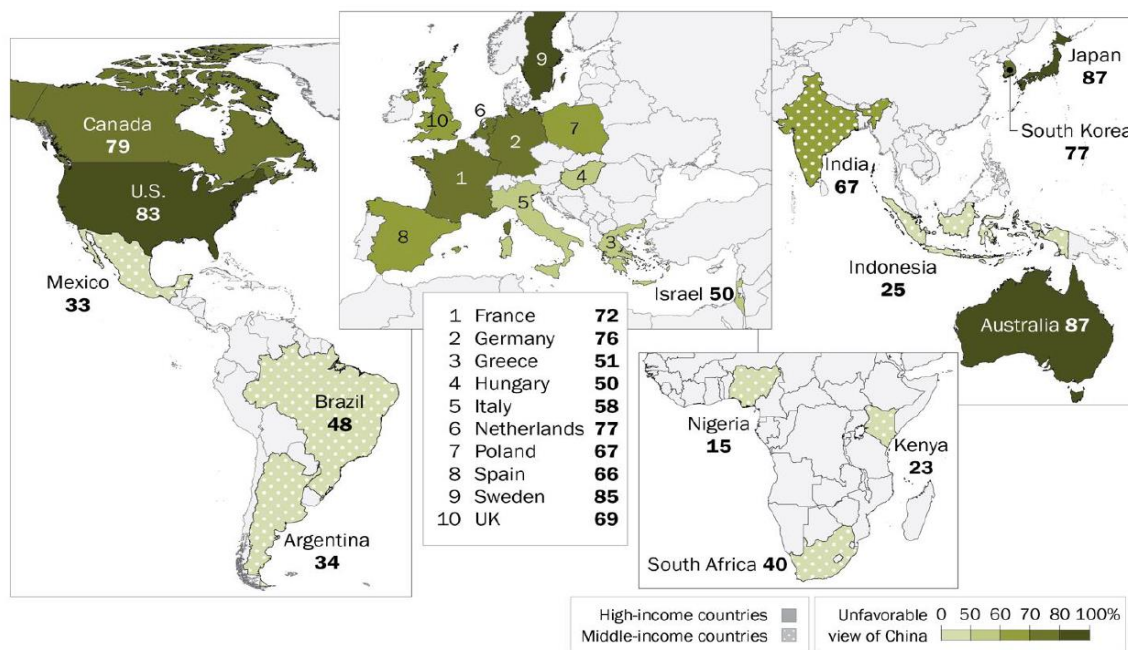 Canada
79
U.S.
83
Mexico
33
Brazil
48
Argentina
34
9
6
10
2
7
1
4
5
8
3
Israel 50
1 France 72
2 Germany 76
3 Greece 51
4 Hungary 50
5 Italy 58
6 Netherlands 77
7 Poland 67
8 Spain 66
9 Sweden 85
10 UK 69
Japan
87
South Korea
77
India
67
Indonesia
25
Australia 87
Nigeria
15
Kenya
23
South Africa 40
High-income countries
Middle-income countries
Unfavorable 0 50 60 70 80 100%
view of China